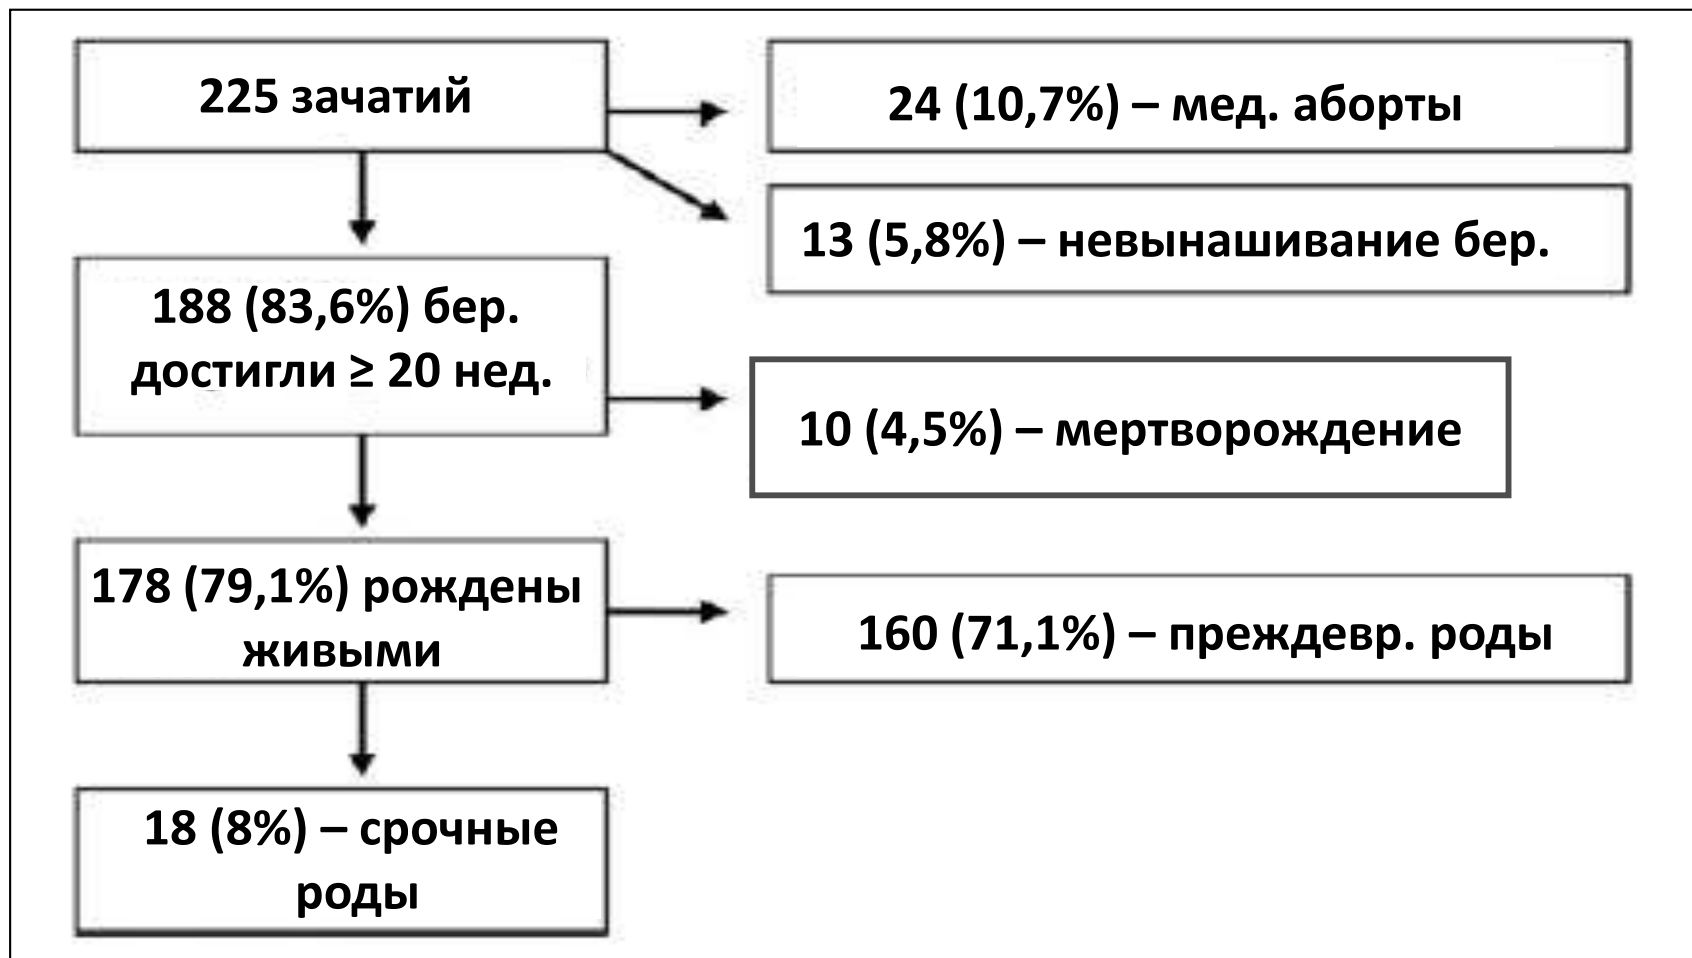 225 зачатий
24 (10,7%) – мед. аборты
13 (5,8%) – невынашивание бер.
188 (83,6%) бер.
достигли ≥ 20 нед.
10 (4,5%) – мертворождение
178 (79,1%) рождены
живыми
160 (71,1%) – преждевр. роды
18 (8%) – срочные
роды